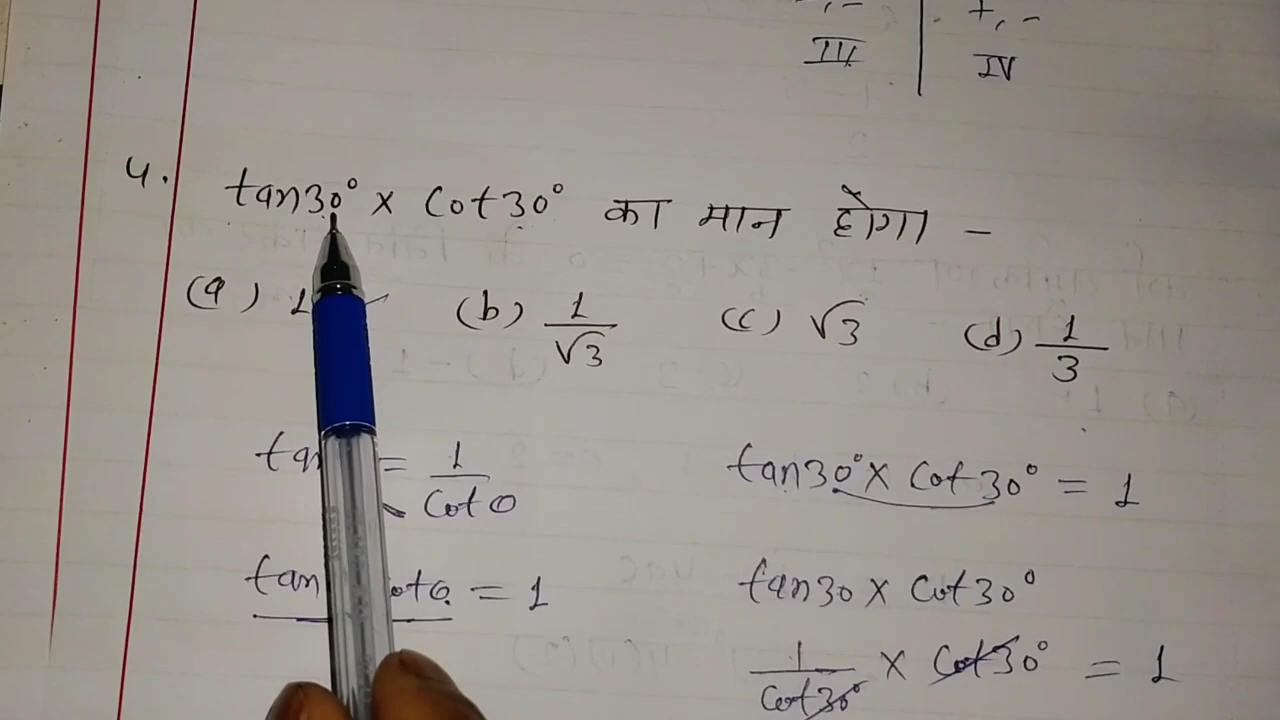 +, -
III IV
4. tan30° × Cot30° का मान होगा -
(a) 1 (b) 1/√3 (c) √3 (d) 1/3
= 1/Cotθ
tan30° × Cot30° = 1
= 1
tan30 × Cot30°
1/Cot30° × Cot30° = 1